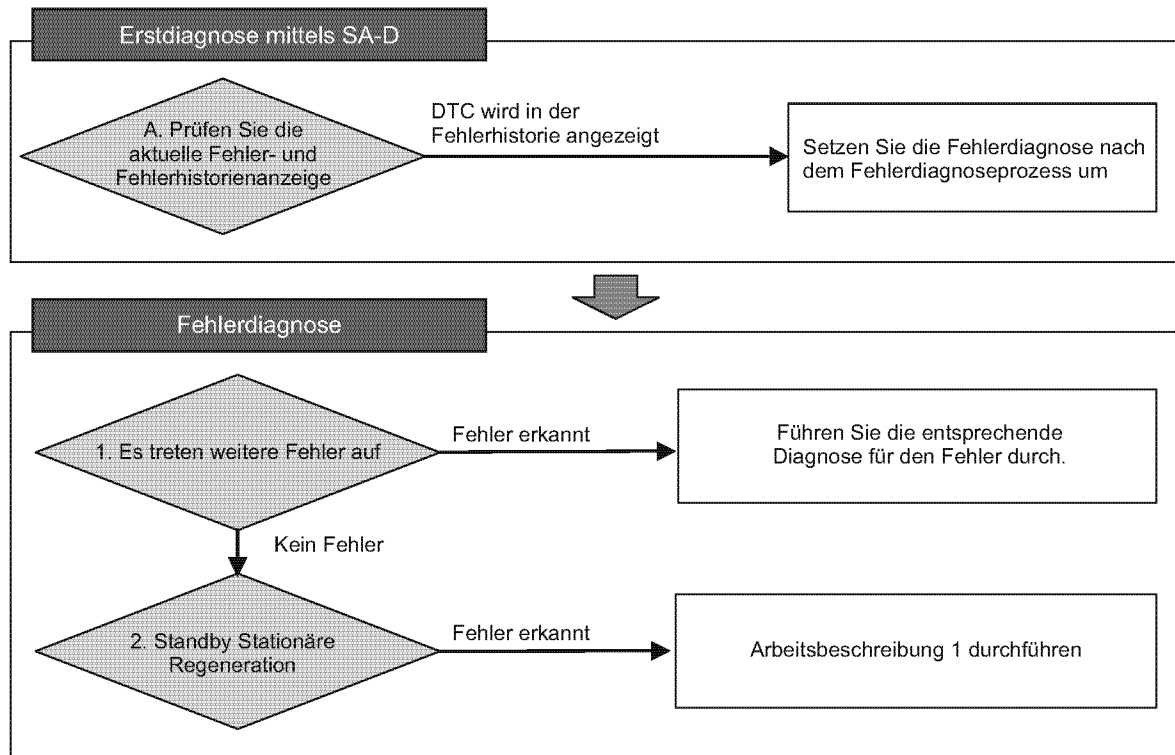 Erstdiagnose mittels SA-D
A. Prüfen Sie die
aktuelle Fehler- und
Fehlerhistorienanzeige
DTC wird in der
Fehlerhistorie angezeigt
Setzen Sie die Fehlerdiagnose nach
dem Fehlerdiagnoseprozess um
Fehlerdiagnose
1. Es treten weitere Fehler auf
Fehler erkannt
Führen Sie die entsprechende
Diagnose für den Fehler durch.
Kein Fehler
2. Standby Stationäre
Regeneration
Fehler erkannt
Arbeitsbeschreibung 1 durchführen